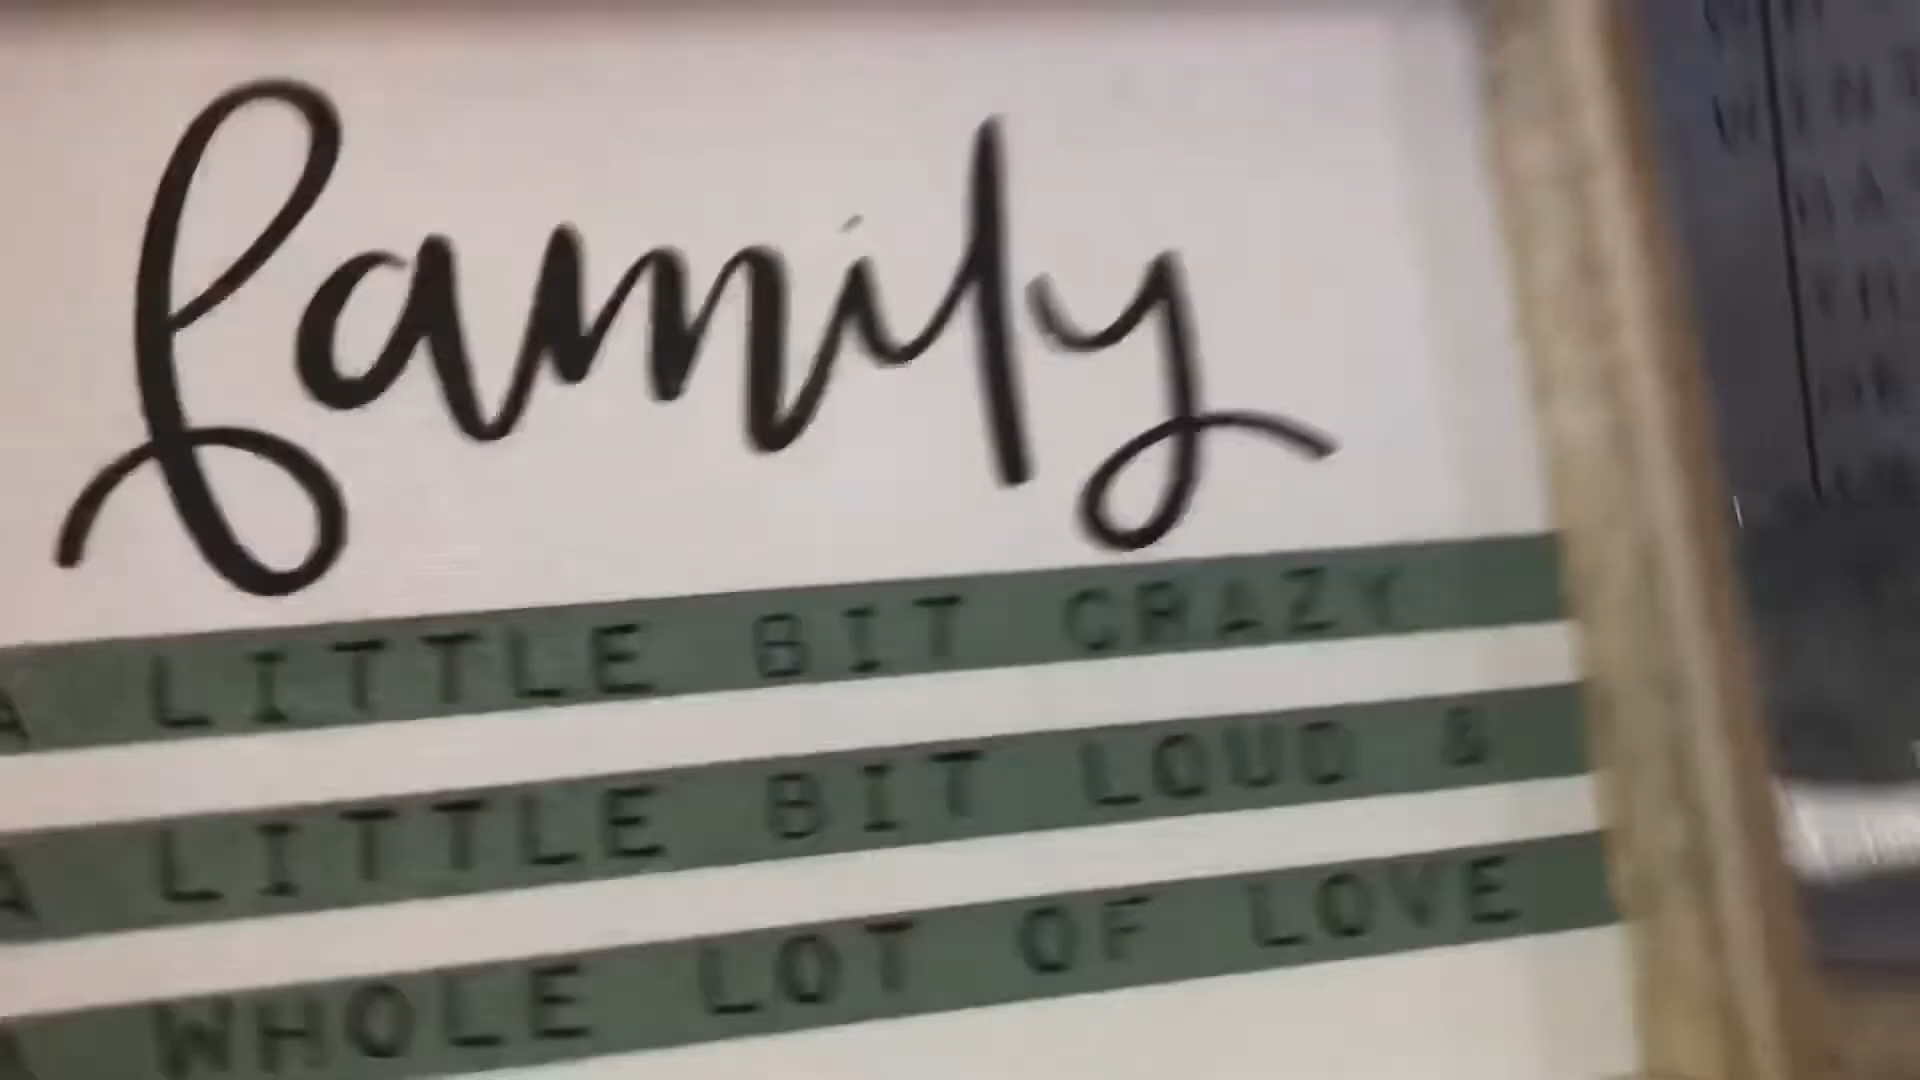 family
A LITTLE BIT CRAZY
A LITTLE BIT LOUD &
A WHOLE LOT OF LOVE